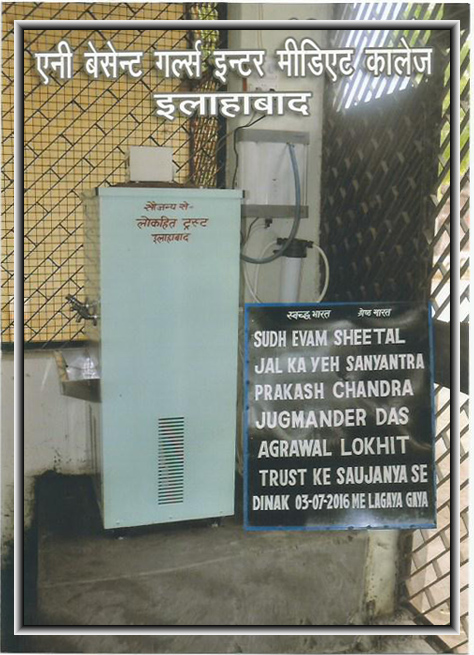 एनी बेसेन्ट गर्ल्स इन्टर मीडिएट कालेज
इलाहाबाद
सौजन्य से-
लोकहित ट्रस्ट
इलाहाबाद
स्वच्छ भारत श्रेष्ठ भारत
SUDH EVAM SHEETAL
JAL KA YEH SANYANTRA
PRAKASH CHANDRA
JUGMANDER DAS
AGRAWAL LOKHIT
TRUST KE SAUJANYA SE
DINAK 03-07-2016 ME LAGAYA GAYA